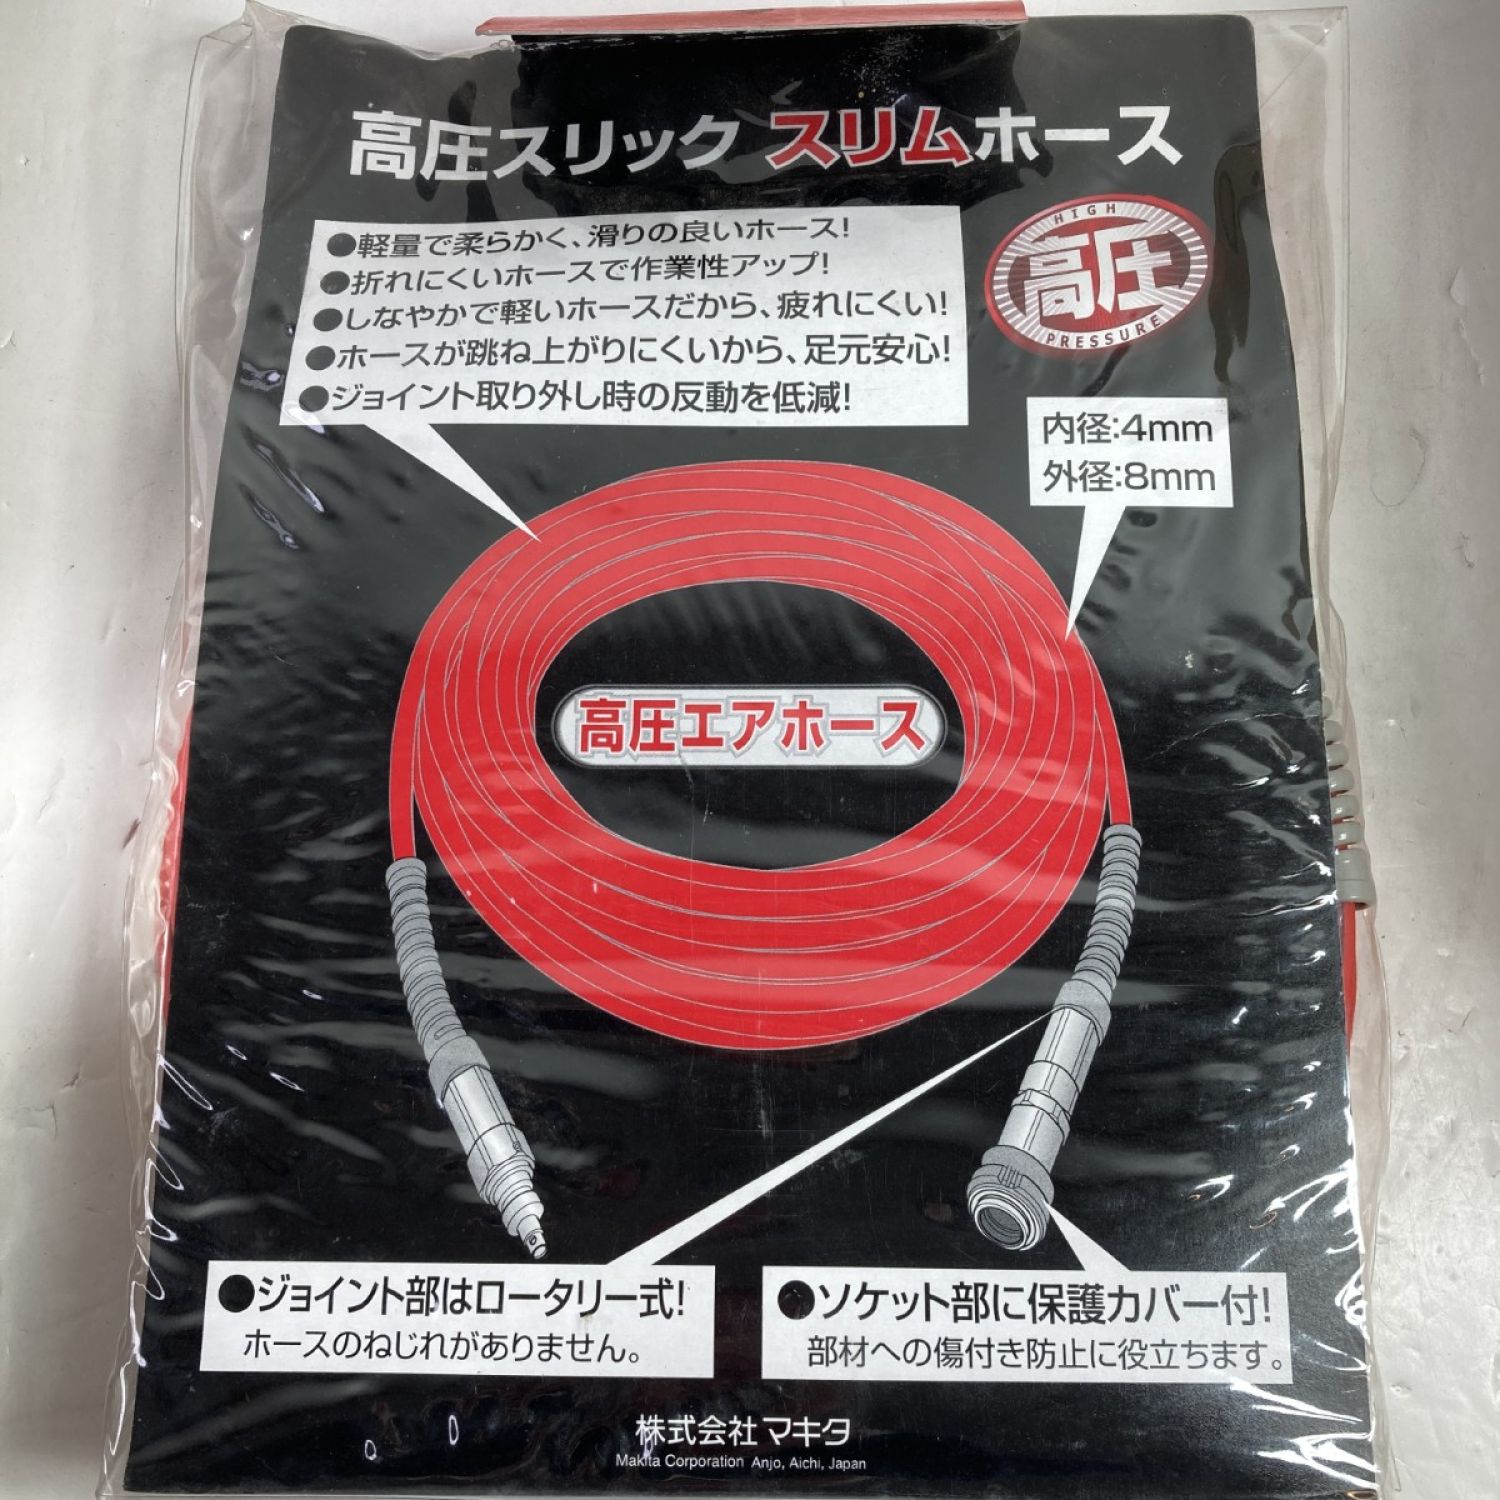 高圧スリック スリムホース
●軽量で柔らかく、滑りの良いホース!
●折れにくいホースで作業性アップ!
●しなやかで軽いホースだから、疲れにくい!
●ホースが跳ね上がりにくいから、足元安心!
●ジョイント取り外し時の反動を低減!
HIGH
高圧
PRESSURE
内径:4mm
外径:8mm
高圧エアホース
●ジョイント部はロータリー式!
ホースのねじれがありません。
●ソケット部に保護カバー付!
部材への傷付き防止に役立ちます。
株式会社マキタ
Makita Corporation Anjo, Aichi, Japan